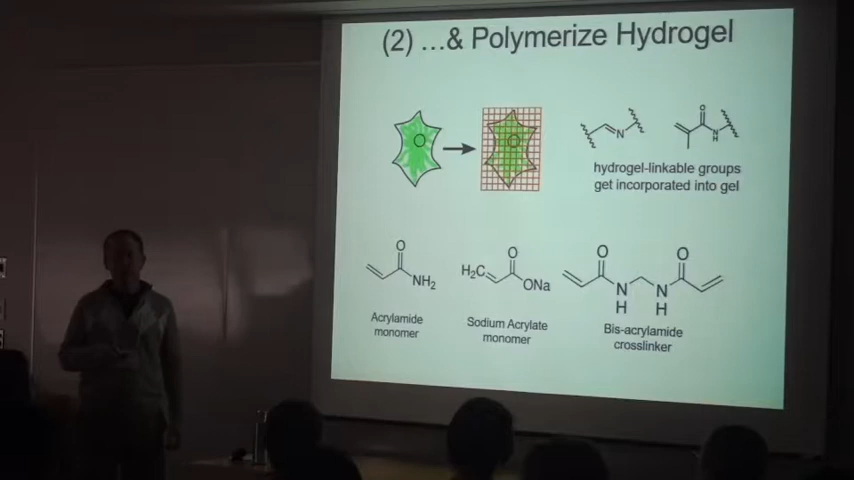 (2) ...& Polymerize Hydrogel
O
N
N
H
hydrogel-linkable groups
get incorporated into gel
O
NH2
Acrylamide
monomer
O
H2C
ONa
Sodium Acrylate
monomer
O
O
N
N
H
H
Bis-acrylamide
crosslinker